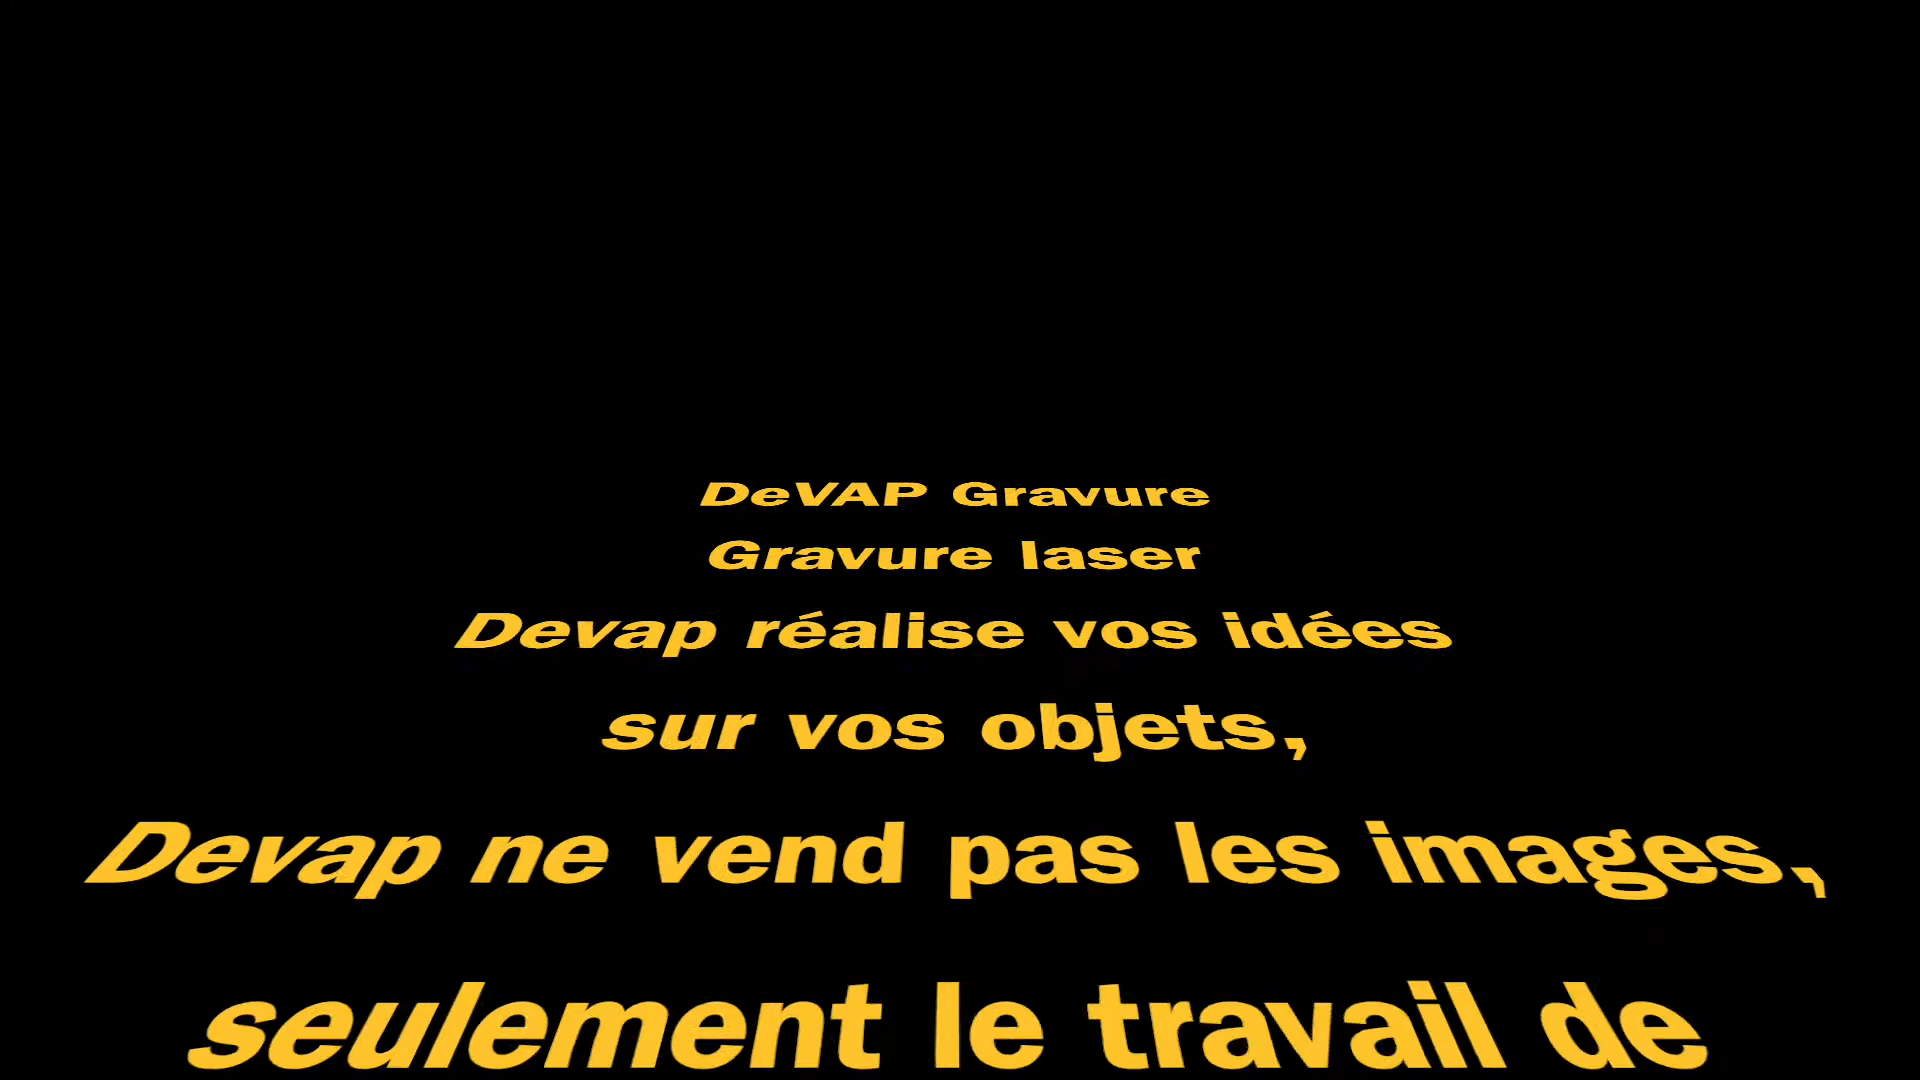 DeVAP Gravure
Gravure laser
Devap réalise vos idées
sur vos objets,
Devap ne vend pas les images,
seulement le travail de